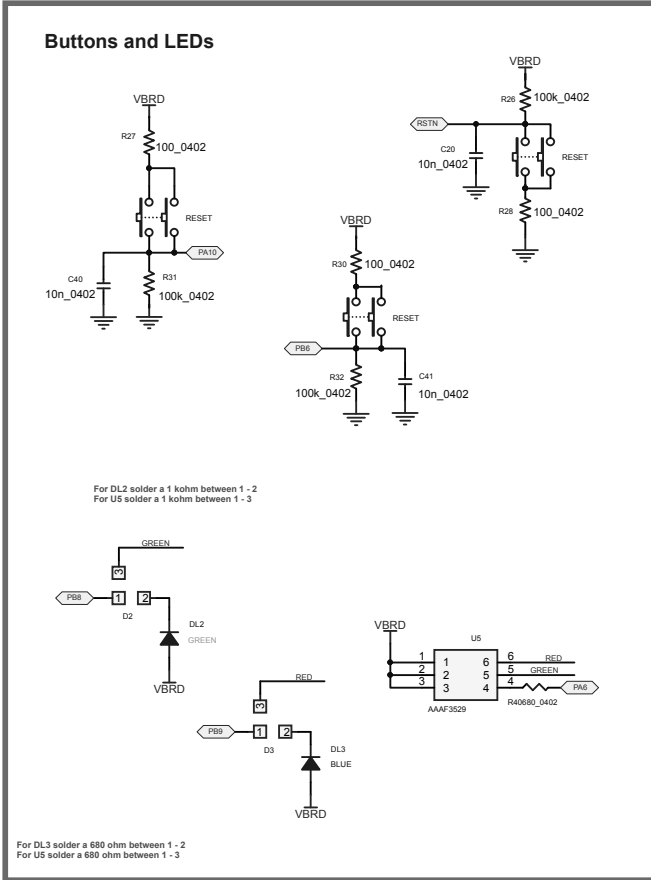 Buttons and LEDs
VBRD
R26
100k_0402
RSTN
C20
10n_0402
RESET
R28
100_0402
VBRD
R27
100_0402
RESET
PA10
C40
10n_0402
R31
100k_0402
VBRD
R30
100_0402
RESET
PB6
R32
100k_0402
C41
10n_0402
For DL2 solder a 1 kohm between 1 - 2
For U5 solder a 1 kohm between 1 - 3
GREEN
3
PB8
1
2
D2
DL2
GREEN
VBRD
RED
3
PB9
1
2
D3
DL3
BLUE
VBRD
VBRD
U5
1 1 6 6 RED
2 2 5 5 GREEN
3 3 4 4 PA6
AAAF3529
R40680_0402
For DL3 solder a 680 ohm between 1 - 2
For U5 solder a 680 ohm between 1 - 3